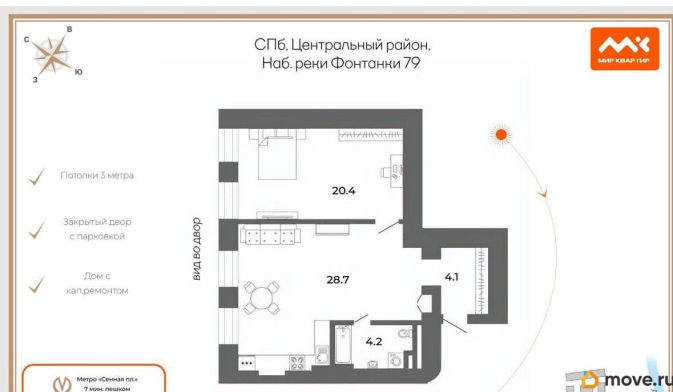 В
С
Ю
З
СПб, Центральный район,
Наб. реки Фонтанки 79
МИР КВАРТИР
Потолки 3 метра
Закрытый двор
с парковкой
Дом с
кап.ремонтом
ВИД ВО ДВОР
20.4
28.7
4.1
4.2
Метро «Сенная пл.»
7 мин. пешком
move.ru